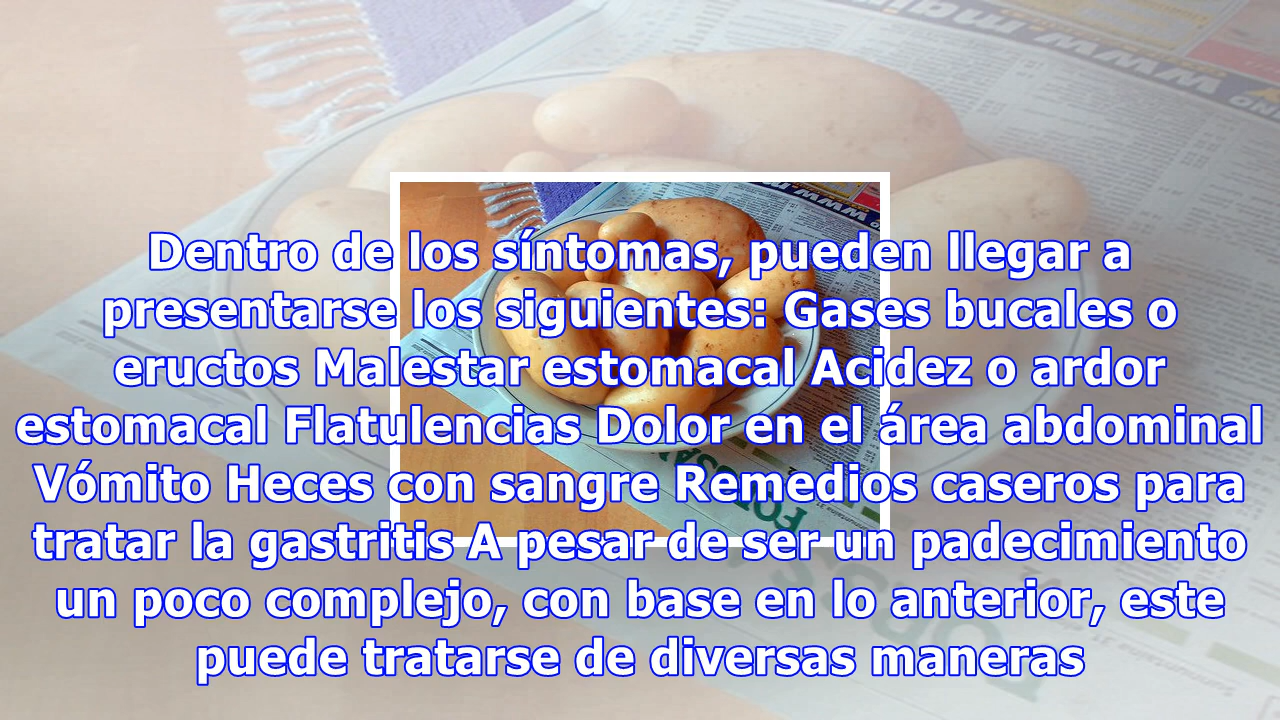 Dentro de los síntomas, pueden llegar a
presentarse los siguientes: Gases bucales o
eructos Malestar estomacal Acidez o ardor
estomacal Flatulencias Dolor en el área abdominal
Vómito Heces con sangre Remedios caseros para
tratar la gastritis A pesar de ser un padecimiento
un poco complejo, con base en lo anterior, este
puede tratarse de diversas maneras